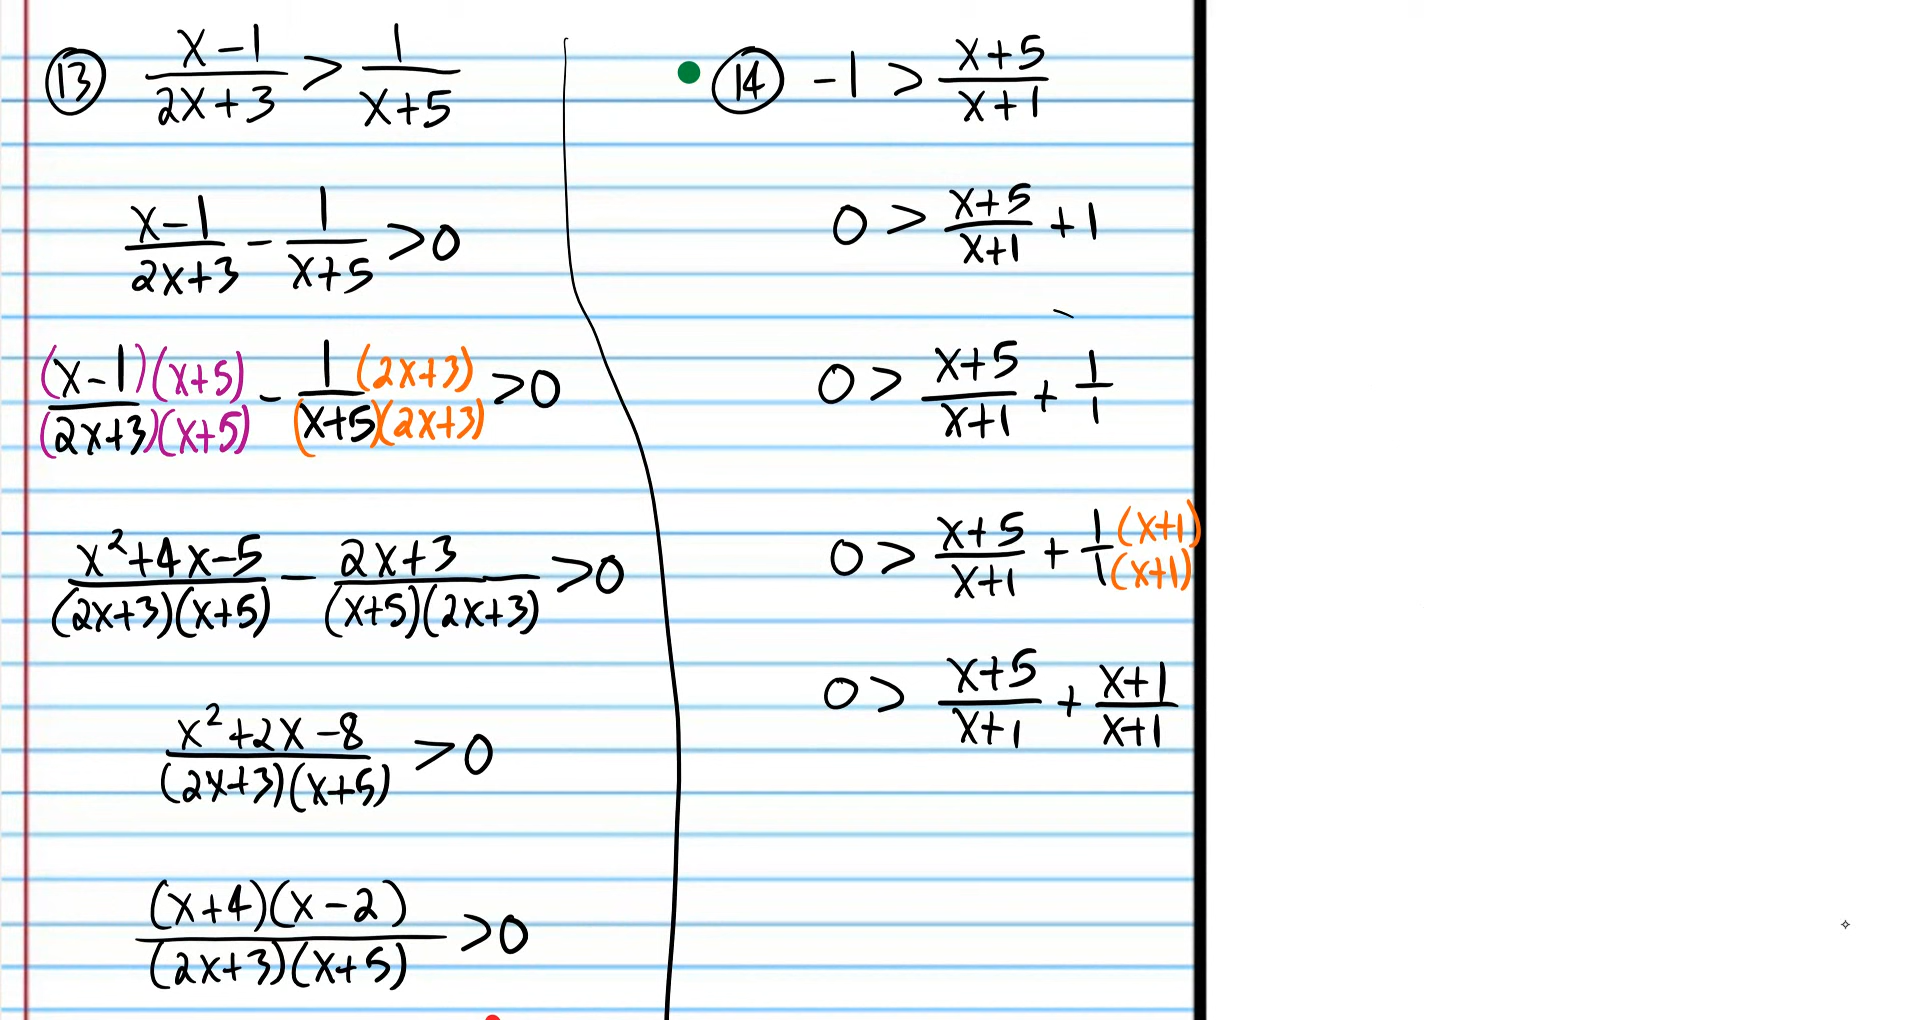 ⑬ (x-1)/(2x+3) > 1/(x+5)
(x-1)/(2x+3) - 1/(x+5) > 0
(x-1)(x+5)/(2x+3)(x+5) - 1(2x+3)/(x+5)(2x+3) > 0
(x²+4x-5)/(2x+3)(x+5) - (2x+3)/(x+5)(2x+3) > 0
(x²+2x-8)/(2x+3)(x+5) > 0
(x+4)(x-2)/(2x+3)(x+5) > 0
⑭ -1 > (x+5)/(x+1)
0 > (x+5)/(x+1) + 1
0 > (x+5)/(x+1) + 1/1
0 > (x+5)/(x+1) + 1(x+1)/1(x+1)
0 > (x+5)/(x+1) + (x+1)/(x+1)